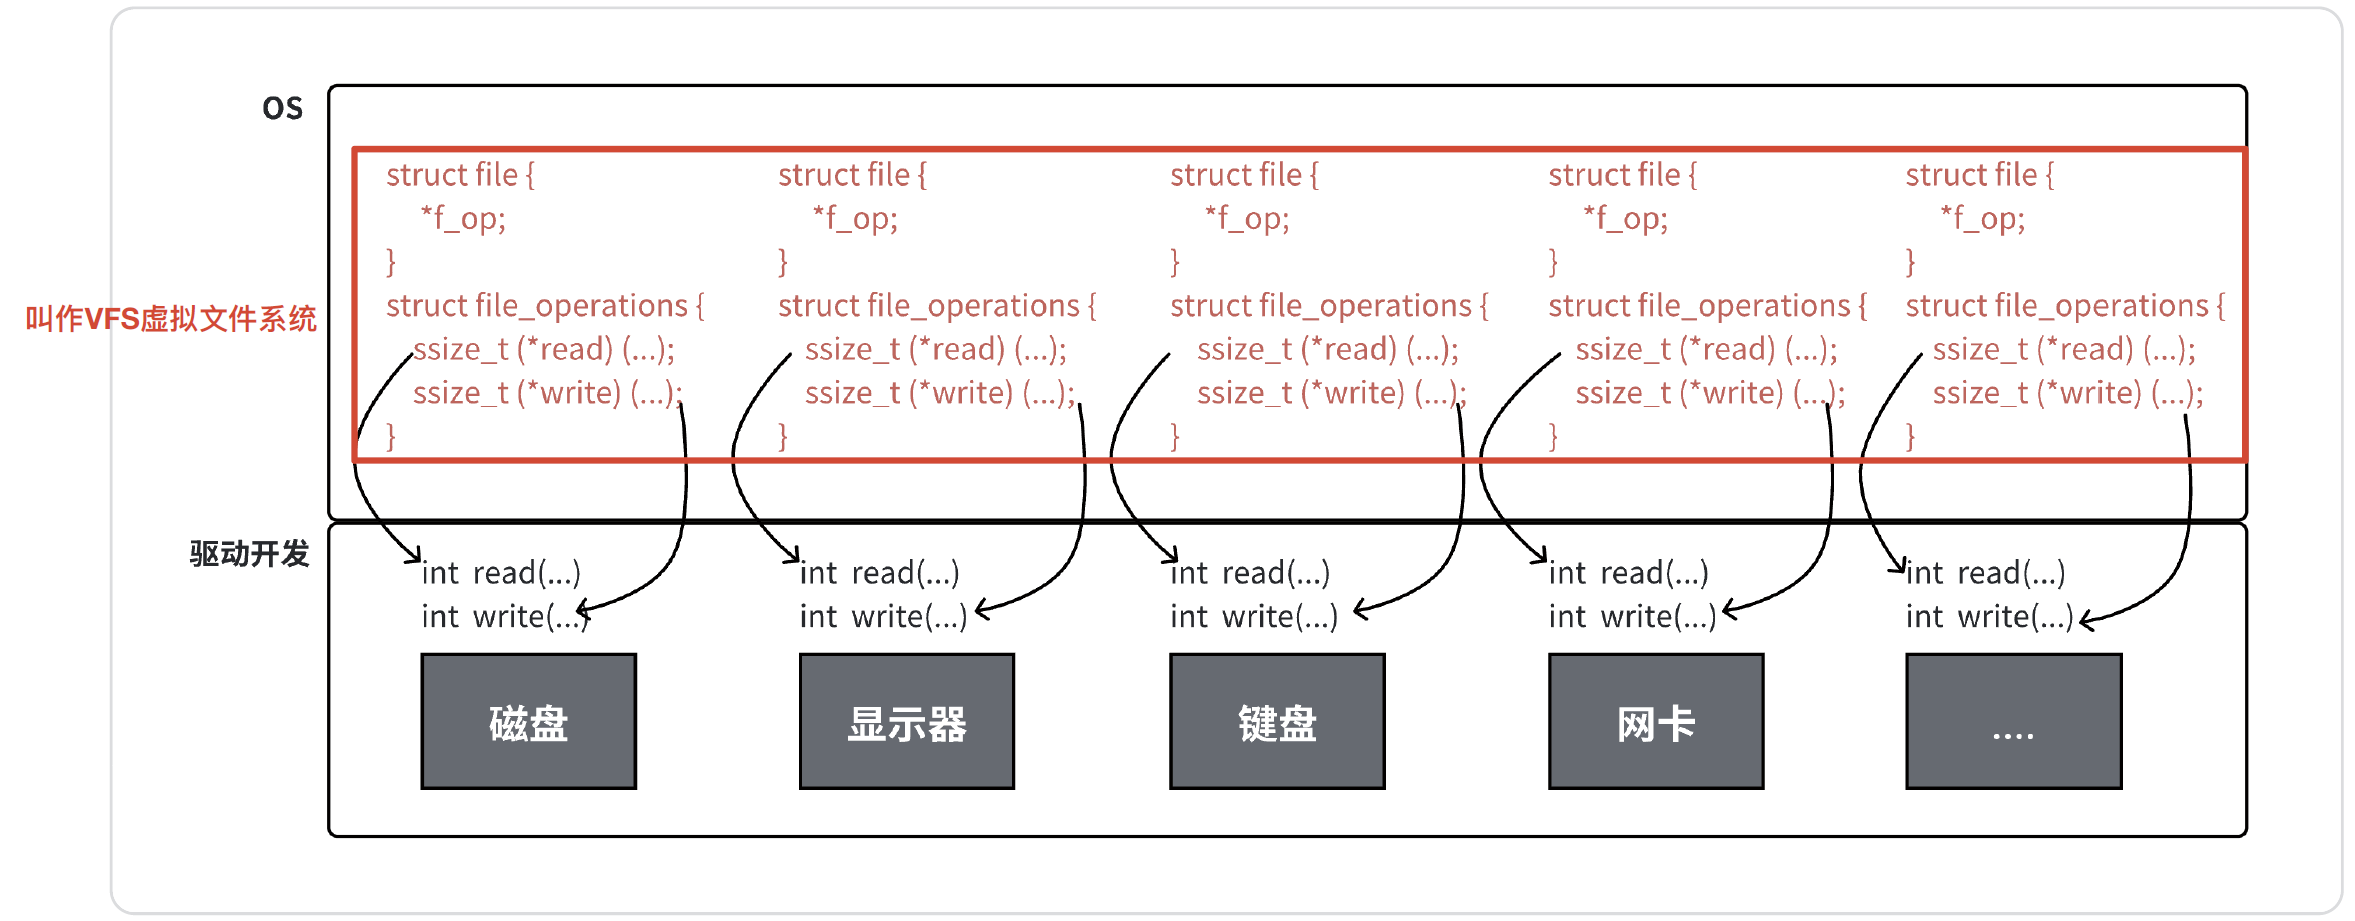 OS
struct file {
*f_op;
}
struct file_operations {
ssize_t (*read) (...);
ssize_t (*write) (...);
}
struct file {
*f_op;
}
struct file_operations {
ssize_t (*read) (...);
ssize_t (*write) (...);
}
struct file {
*f_op;
}
struct file_operations {
ssize_t (*read) (...);
ssize_t (*write) (...);
}
struct file {
*f_op;
}
struct file_operations {
ssize_t (*read) (...);
ssize_t (*write) (...);
}
struct file {
*f_op;
}
struct file_operations {
ssize_t (*read) (...);
ssize_t (*write) (...);
}
叫作VFS虚拟文件系统
驱动开发
int read(...)
int write(...)
磁盘
int read(...)
int write(...)
显示器
int read(...)
int write(...)
键盘
int read(...)
int write(...)
网卡
int read(...)
int write(...)
....